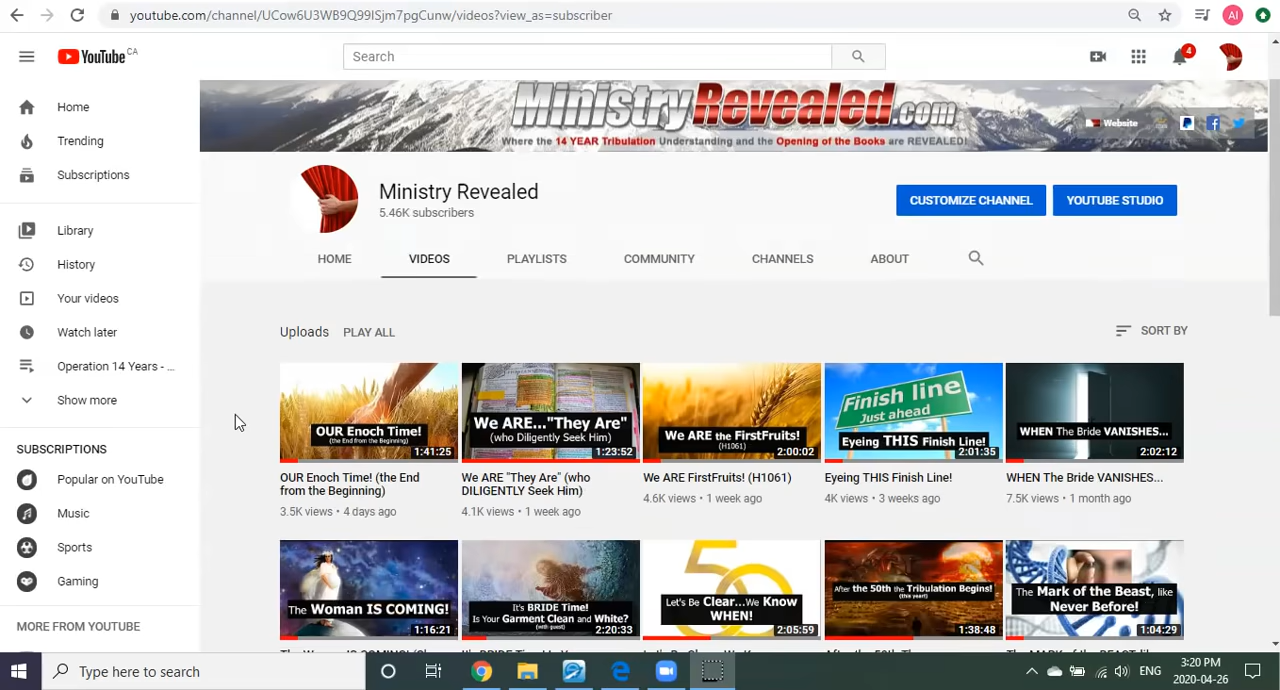 youtube.com/channel/UCow6U3WB9Q99ISjm7pgCunw/videos?view_as=subscriber
AI
YouTube CA
Search
4
MinistryRevealed.com
Where the 14 YEAR Tribulation Understanding and the Opening of the Books are REVEALED!
Website
Home
Trending
Subscriptions
Library
History
Your videos
Watch later
Operation 14 Years - ...
Show more
SUBSCRIPTIONS
Popular on YouTube
Music
Sports
Gaming
MORE FROM YOUTUBE
Ministry Revealed
5.46K subscribers
CUSTOMIZE CHANNEL
YOUTUBE STUDIO
HOME
VIDEOS
PLAYLISTS
COMMUNITY
CHANNELS
ABOUT
Uploads
PLAY ALL
SORT BY
OUR Enoch Time!
(the End from the Beginning)
1:41:25
OUR Enoch Time! (the End
from the Beginning)
3.5K views • 4 days ago
We ARE..."They Are"
(who Diligently Seek Him)
1:23:52
We ARE "They Are" (who
DILIGENTLY Seek Him)
4.1K views • 1 week ago
We ARE the FirstFruits!
(H1061)
2:00:02
We ARE FirstFruits! (H1061)
4.6K views • 1 week ago
Finish line
Just ahead
Eyeing THIS Finish Line!
2:01:35
Eyeing THIS Finish Line!
4K views • 3 weeks ago
WHEN The Bride VANISHES...
2:02:12
WHEN The Bride VANISHES...
7.5K views • 1 month ago
The Woman IS COMING!
1:16:21
It's BRIDE Time!
Is Your Garment Clean and White?
(with guest)
2:20:33
50
Let's Be Clear...We Know
WHEN!
2:05:59
After the 50th the Tribulation Begins!
(this year!)
1:38:48
The Mark of the Beast, like
Never Before!
1:04:29
Type here to search
ENG
3:20 PM
2020-04-26